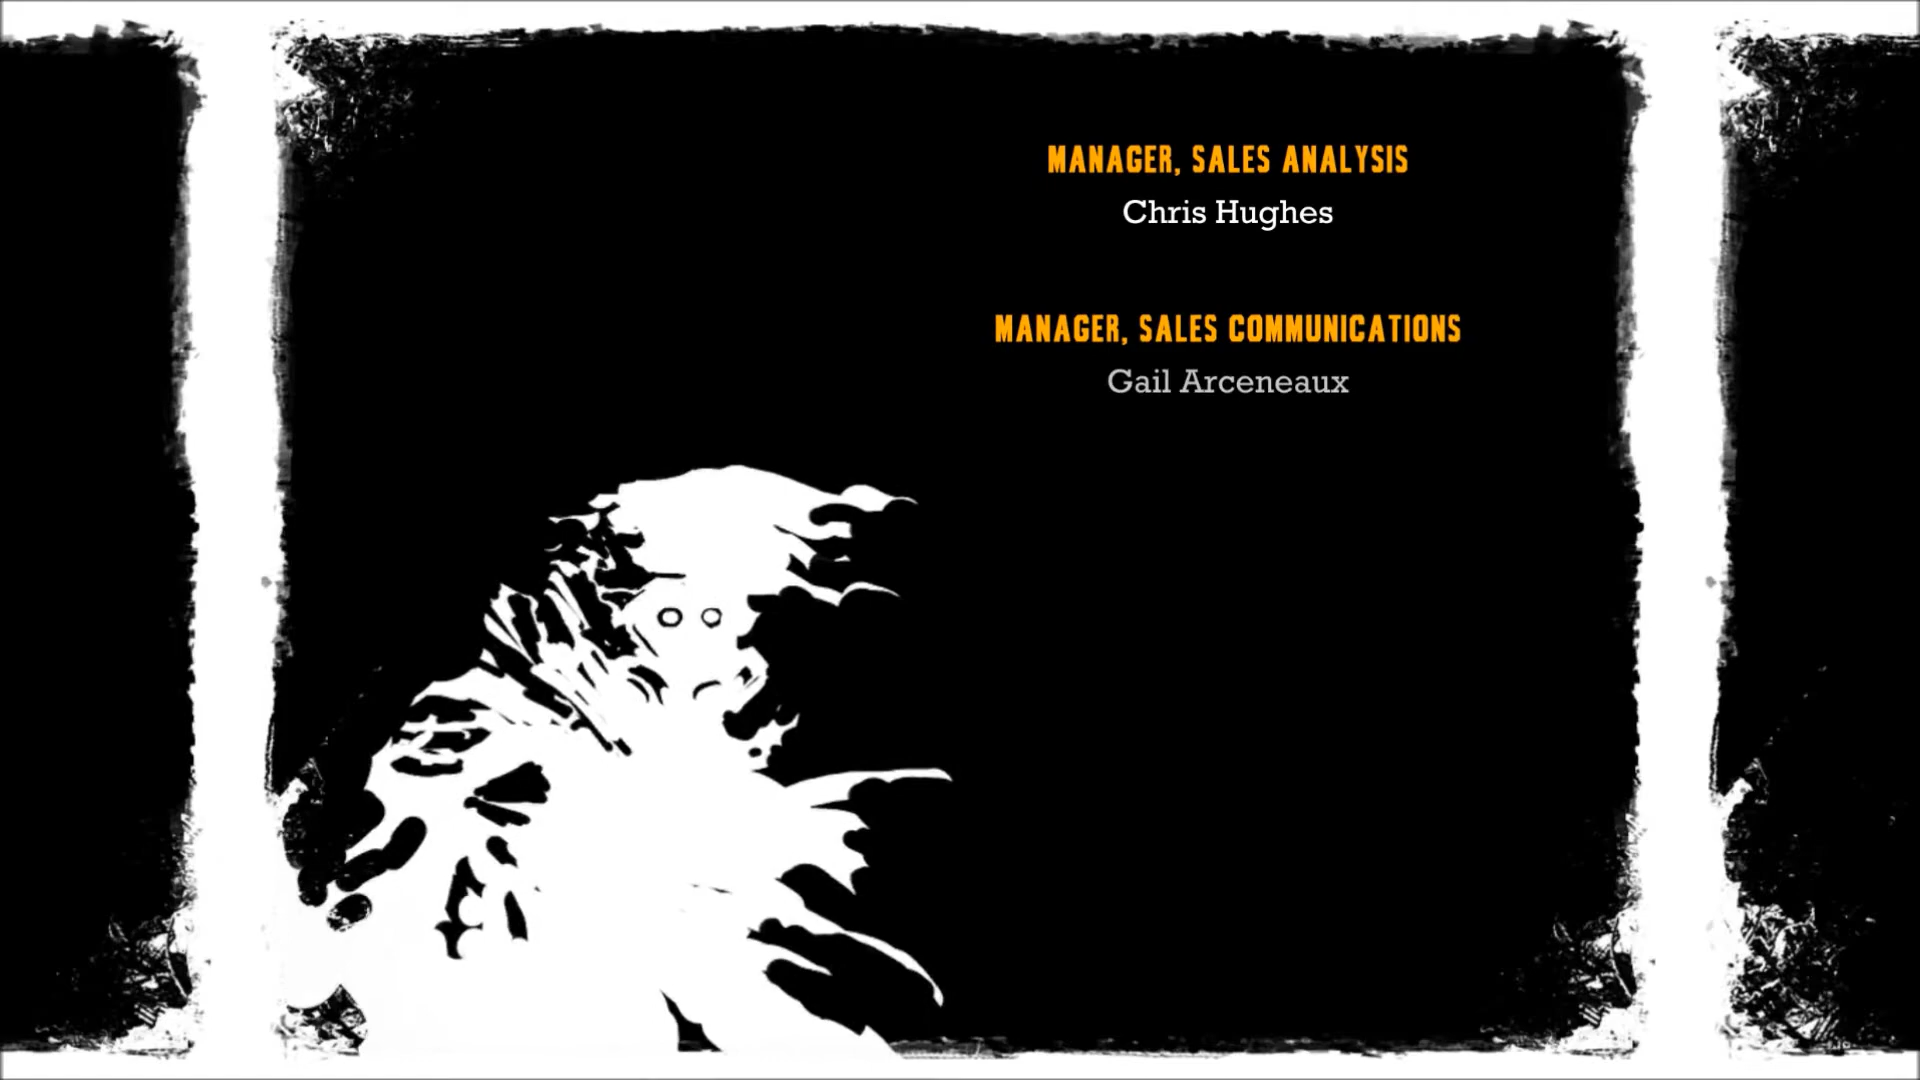 MANAGER, SALES ANALYSIS
Chris Hughes
MANAGER, SALES COMMUNICATIONS
Gail Arceneaux